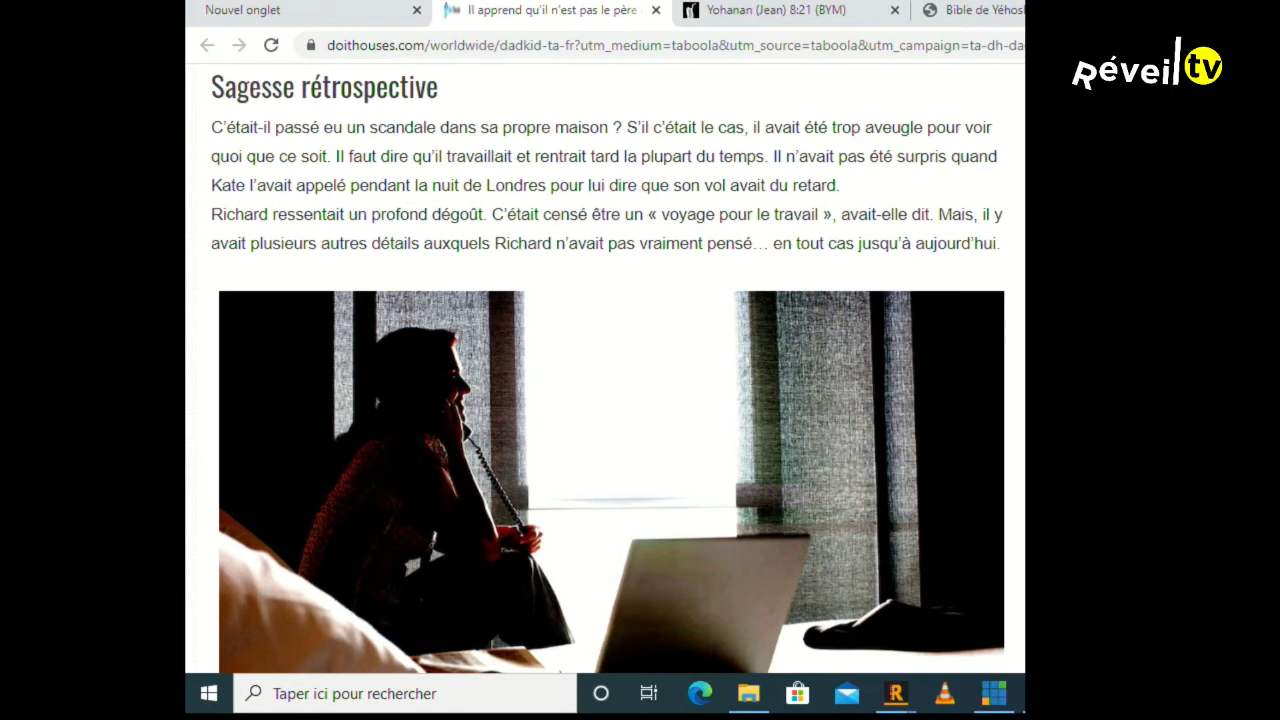 Nouvel onglet
Il apprend qu'il n'est pas le père
Yohanan (Jean) 8:21 (BYM)
Bible de Yéhosh
doithouses.com/worldwide/dadkid-ta-fr?utm_medium=taboola&utm_source=taboola&utm_campaign=ta-dh-da
Réveil tv
Sagesse rétrospective
C'était-il passé eu un scandale dans sa propre maison ? S'il c'était le cas, il avait été trop aveugle pour voir
quoi que ce soit. Il faut dire qu'il travaillait et rentrait tard la plupart du temps. Il n'avait pas été surpris quand
Kate l'avait appelé pendant la nuit de Londres pour lui dire que son vol avait du retard.
Richard ressentait un profond dégoût. C'était censé être un « voyage pour le travail », avait-elle dit. Mais, il y
avait plusieurs autres détails auxquels Richard n'avait pas vraiment pensé… en tout cas jusqu'à aujourd'hui.
Taper ici pour rechercher